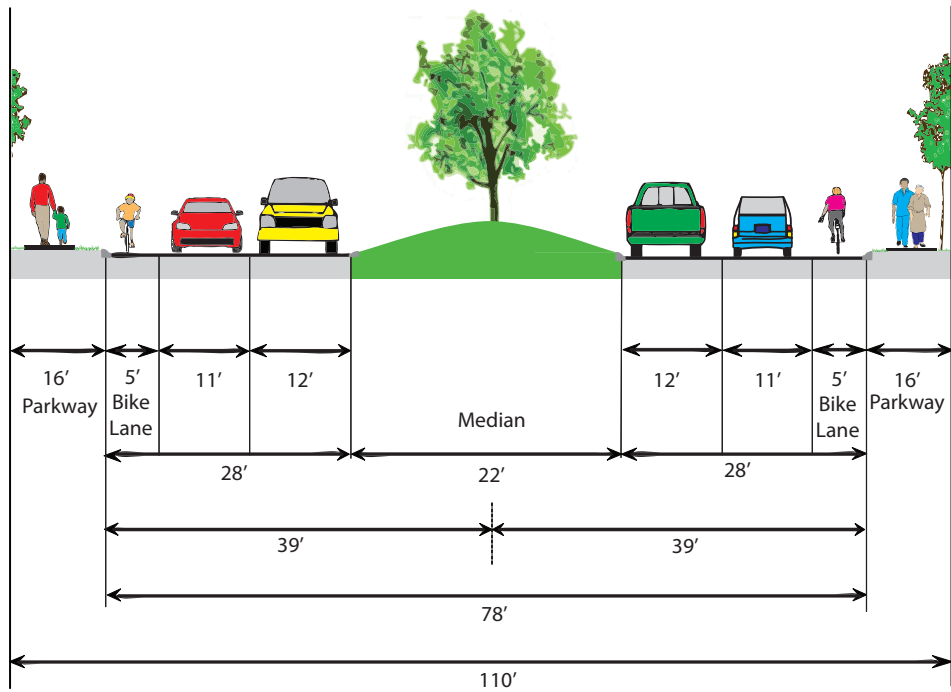 16′
Parkway
5′
Bike
Lane
11′
12′
Median
12′
11′
5′
Bike
Lane
16′
Parkway
28′
22′
28′
39′
39′
78′
110′